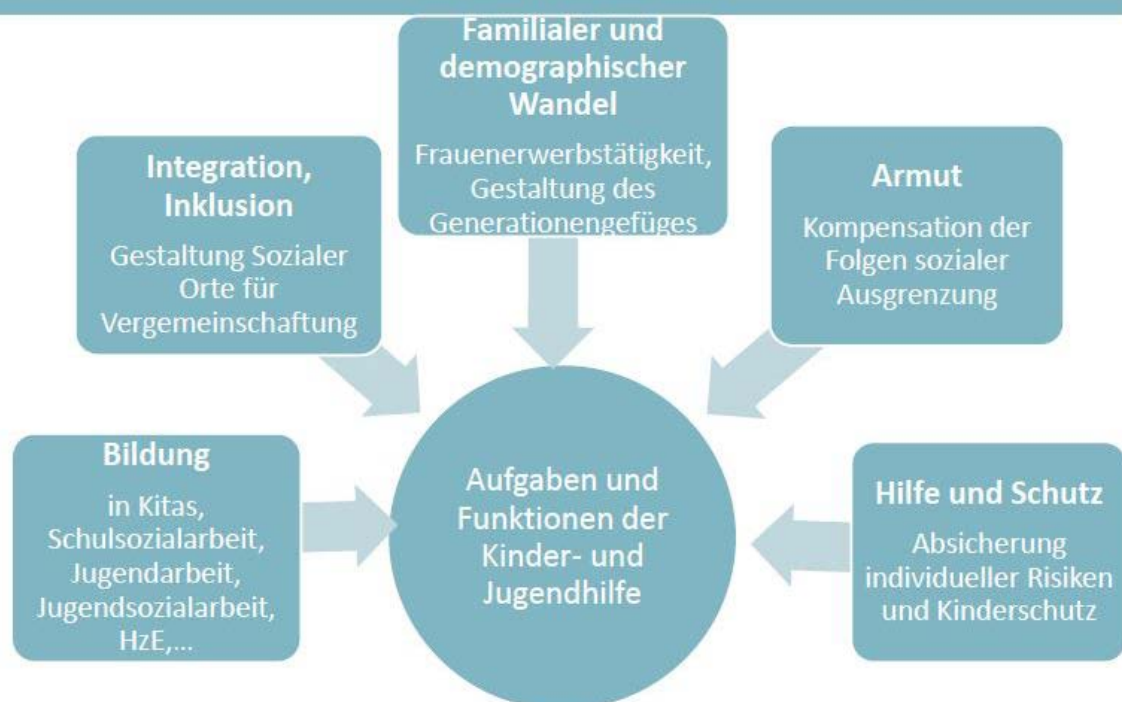 Familialer und
demographischer
Wandel
Frauenerwerbstätigkeit,
Gestaltung des
Generationengefüges
Integration,
Inklusion
Gestaltung Sozialer
Orte für
Vergemeinschaftung
Armut
Kompensation der
Folgen sozialer
Ausgrenzung
Bildung
in Kitas,
Schulsozialarbeit,
Jugendarbeit,
Jugendsozialarbeit,
HzE,...
Aufgaben und
Funktionen der
Kinder- und
Jugendhilfe
Hilfe und Schutz
Absicherung
individueller Risiken
und Kinderschutz